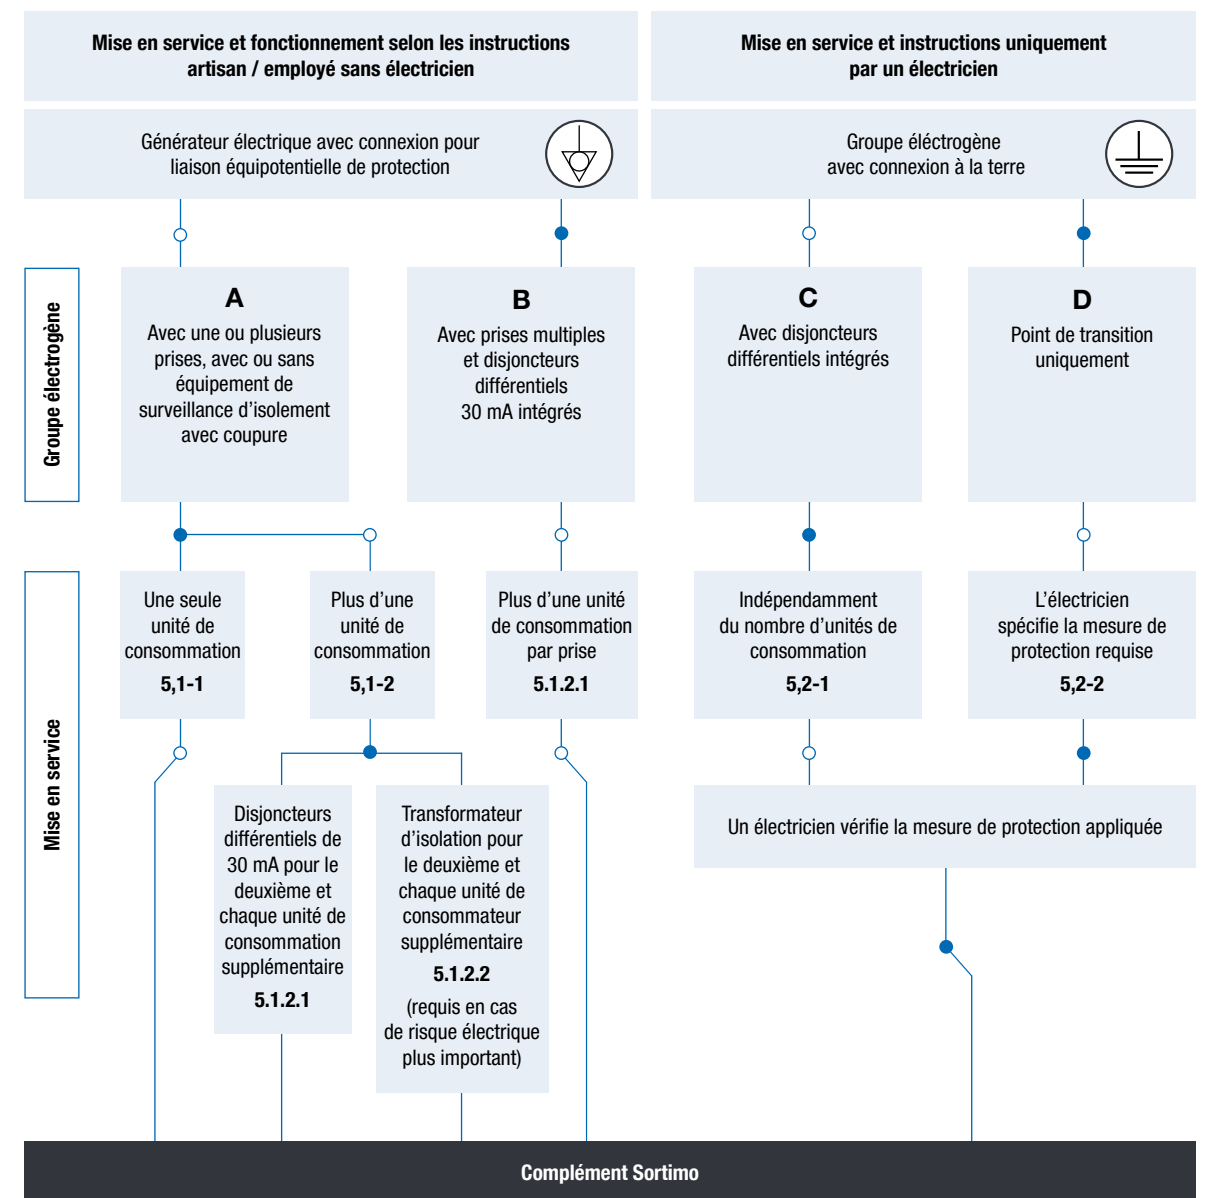 Mise en service et fonctionnement selon les instructions
artisan / employé sans électricien
Mise en service et instructions uniquement
par un électricien
Générateur électrique avec connexion pour
liaison équipotentielle de protection
Groupe éléctrogène
avec connexion à la terre
Groupe électrogène
A
Avec une ou plusieurs
prises, avec ou sans
équipement de
surveillance d’isolement
avec coupure
B
Avec prises multiples
et disjoncteurs
différentiels
30 mA intégrés
C
Avec disjoncteurs
différentiels intégrés
D
Point de transition
uniquement
Mise en service
Une seule
unité de
consommation
5,1-1
Plus d’une
unité de
consommation
5,1-2
Plus d’une unité
de consommation
par prise
5.1.2.1
Indépendamment
du nombre d’unités de
consommation
5,2-1
L’électricien
spécifie la mesure de
protection requise
5,2-2
Disjoncteurs
différentiels de
30 mA pour le
deuxième et
chaque unité de
consommation
supplémentaire
5.1.2.1
Transformateur
d’isolation pour
le deuxième et
chaque unité de
consommateur
supplémentaire
5.1.2.2
(requis en cas
de risque électrique
plus important)
Un électricien vérifie la mesure de protection appliquée
Complément Sortimo